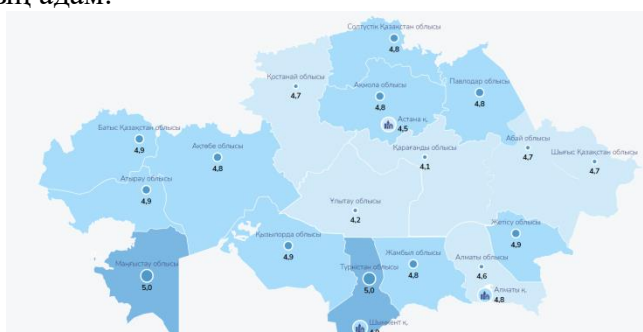 ың адам.
Солтүстік Қазақстан облысы
4,8
Қостанай облысы
4,7
Ақмола облысы
4,8
Павлодар облысы
4,8
Астана қ.
4,5
Батыс Қазақстан облысы
4,9
Ақтөбе облысы
4,8
Қарағанды облысы
4,1
Абай облысы
4,7
Шығыс Қазақстан облысы
4,7
Атырау облысы
4,9
Ұлытау облысы
4,2
Маңғыстау облысы
5,0
Қызылорда облысы
4,9
Түркістан облысы
5,0
Жамбыл облысы
4,8
Жетісу облысы
4,9
Алматы облысы
4,6
Алматы қ.
4,8
Шымкент қ.